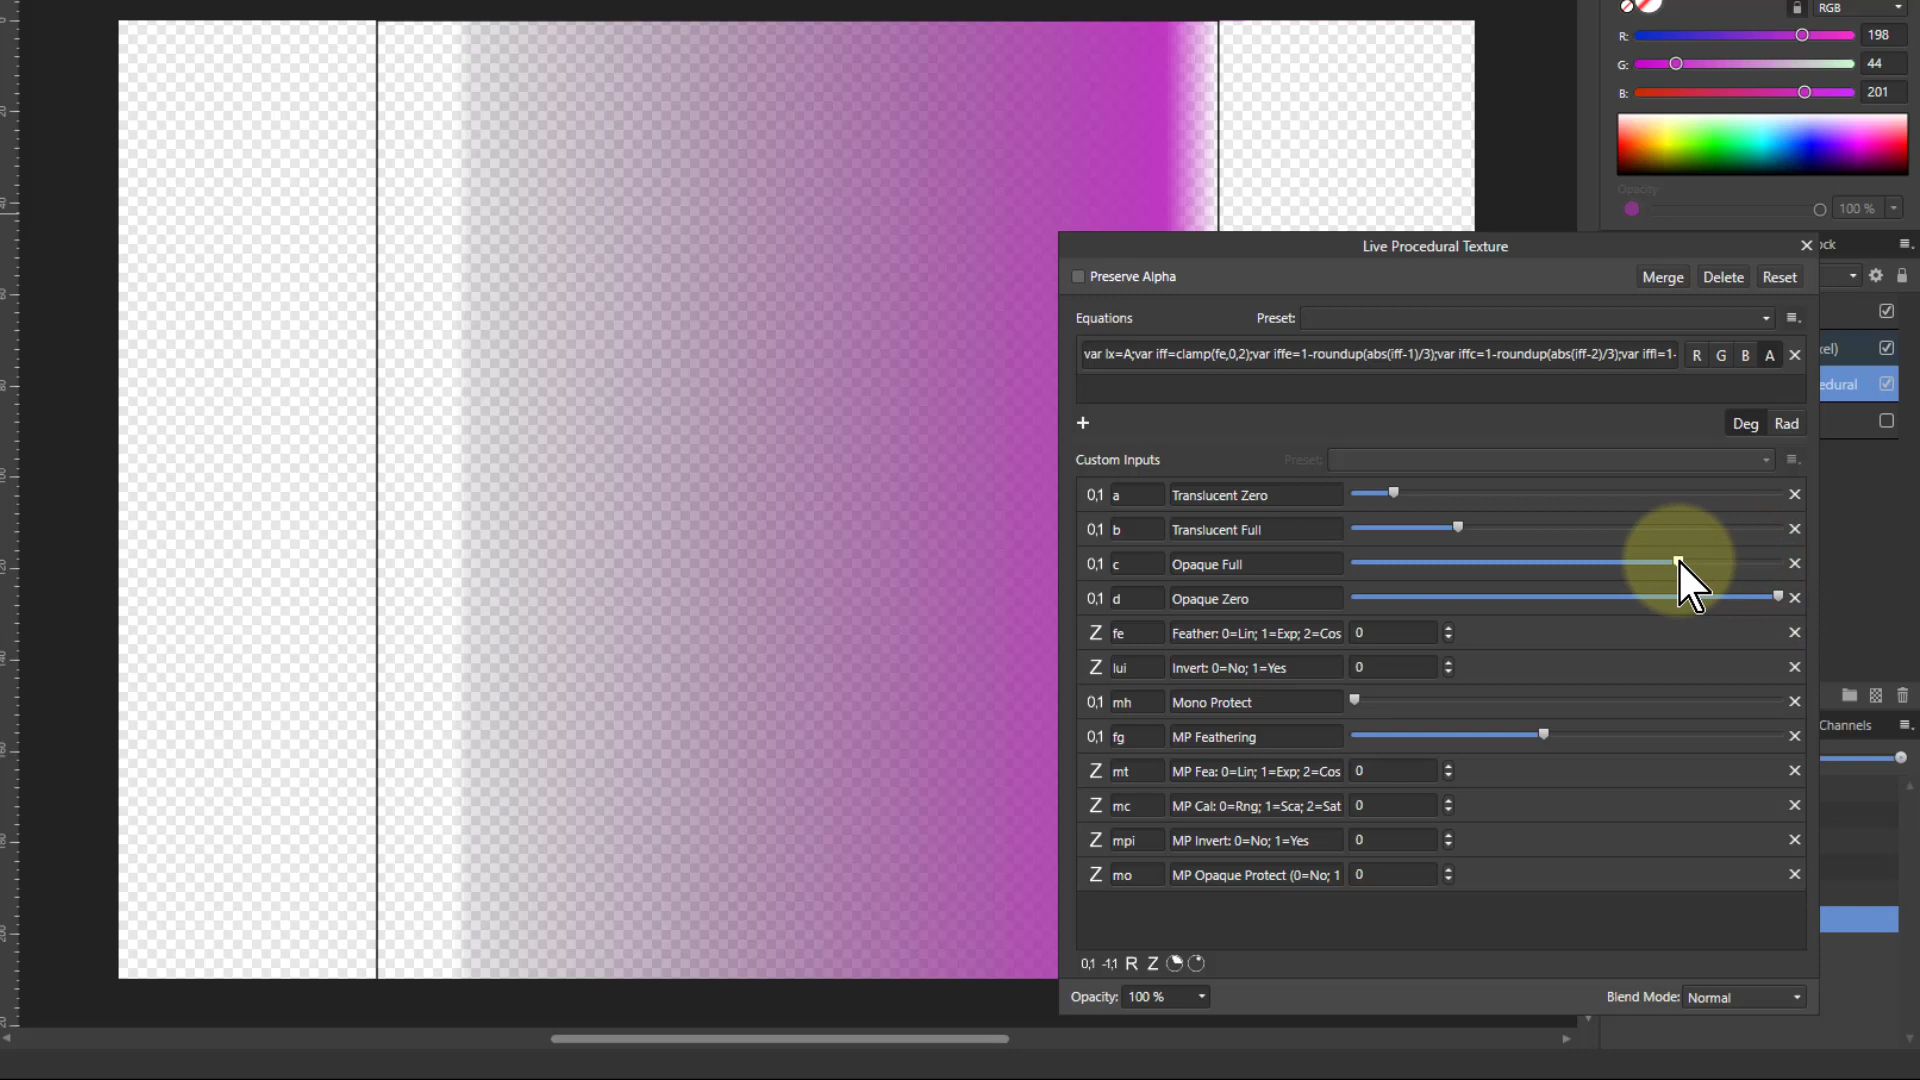 RGB
R: 198
G: 44
B: 201
Opacity
100 %
Live Procedural Texture
ock
Preserve Alpha
Merge Delete Reset
Equations Preset:
var lx=A;var iff=clamp(fe,0,2);var iffe=1-roundup(abs(iff-1)/3);var iffc=1-roundup(abs(iff-2)/3);var iffl=1- R G B A
xel)
edural
Deg Rad
Custom Inputs Preset:
0,1 a Translucent Zero
0,1 b Translucent Full
0,1 c Opaque Full
0,1 d Opaque Zero
Z fe Feather: 0=Lin; 1=Exp; 2=Cos 0
Z lui Invert: 0=No; 1=Yes 0
0,1 mh Mono Protect
0,1 fg MP Feathering
Channels
Z mt MP Fea: 0=Lin; 1=Exp; 2=Cos 0
Z mc MP Cal: 0=Rng; 1=Sca; 2=Sat 0
Z mpi MP Invert: 0=No; 1=Yes 0
Z mo MP Opaque Protect (0=No; 1 0
0,1 -1,1 R Z
Opacity: 100 % Blend Mode: Normal